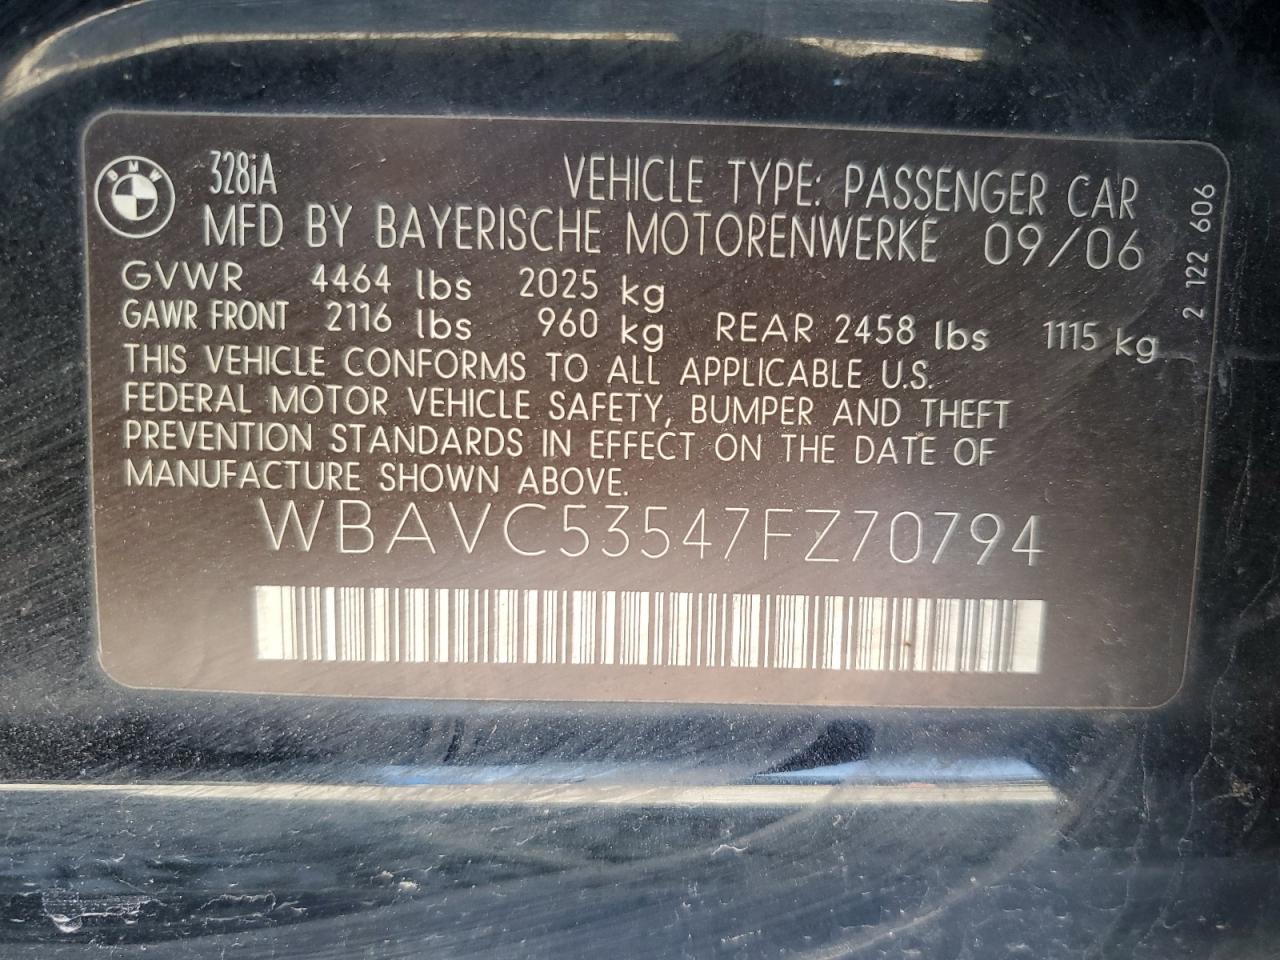 BMW
328iA VEHICLE TYPE: PASSENGER CAR
MFD BY BAYERISCHE MOTORENWERKE 09/06
GVWR 4464 lbs 2025 kg
GAWR FRONT 2116 lbs 960 kg REAR 2458 lbs 1115 kg
THIS VEHICLE CONFORMS TO ALL APPLICABLE U.S.
FEDERAL MOTOR VEHICLE SAFETY, BUMPER AND THEFT
PREVENTION STANDARDS IN EFFECT ON THE DATE OF
MANUFACTURE SHOWN ABOVE.
WBAVC53547FZ70794
2 122 606